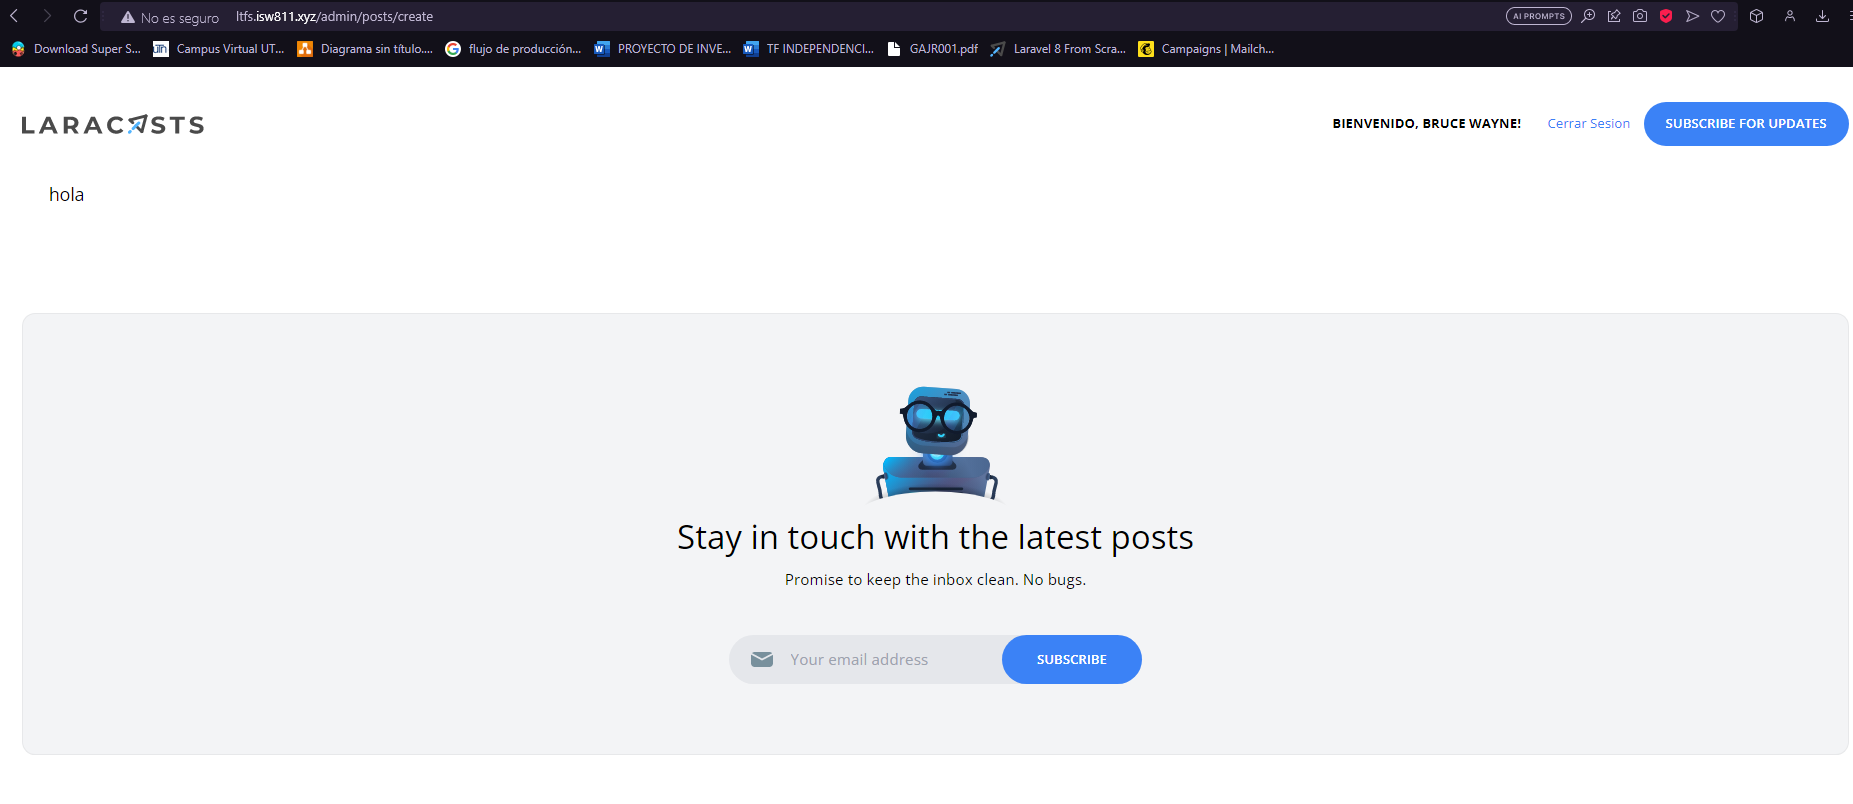 No es seguro ltfs.isw811.xyz/admin/posts/create AI PROMPTS
Download Super S... Campus Virtual UT... Diagrama sin título.... flujo de producción... PROYECTO DE INVE... TF INDEPENDENCI... GAJR001.pdf Laravel 8 From Scra... Campaigns | Mailch...
LARACASTS BIENVENIDO, BRUCE WAYNE! Cerrar Sesion SUBSCRIBE FOR UPDATES
hola
Stay in touch with the latest posts
Promise to keep the inbox clean. No bugs.
Your email address SUBSCRIBE